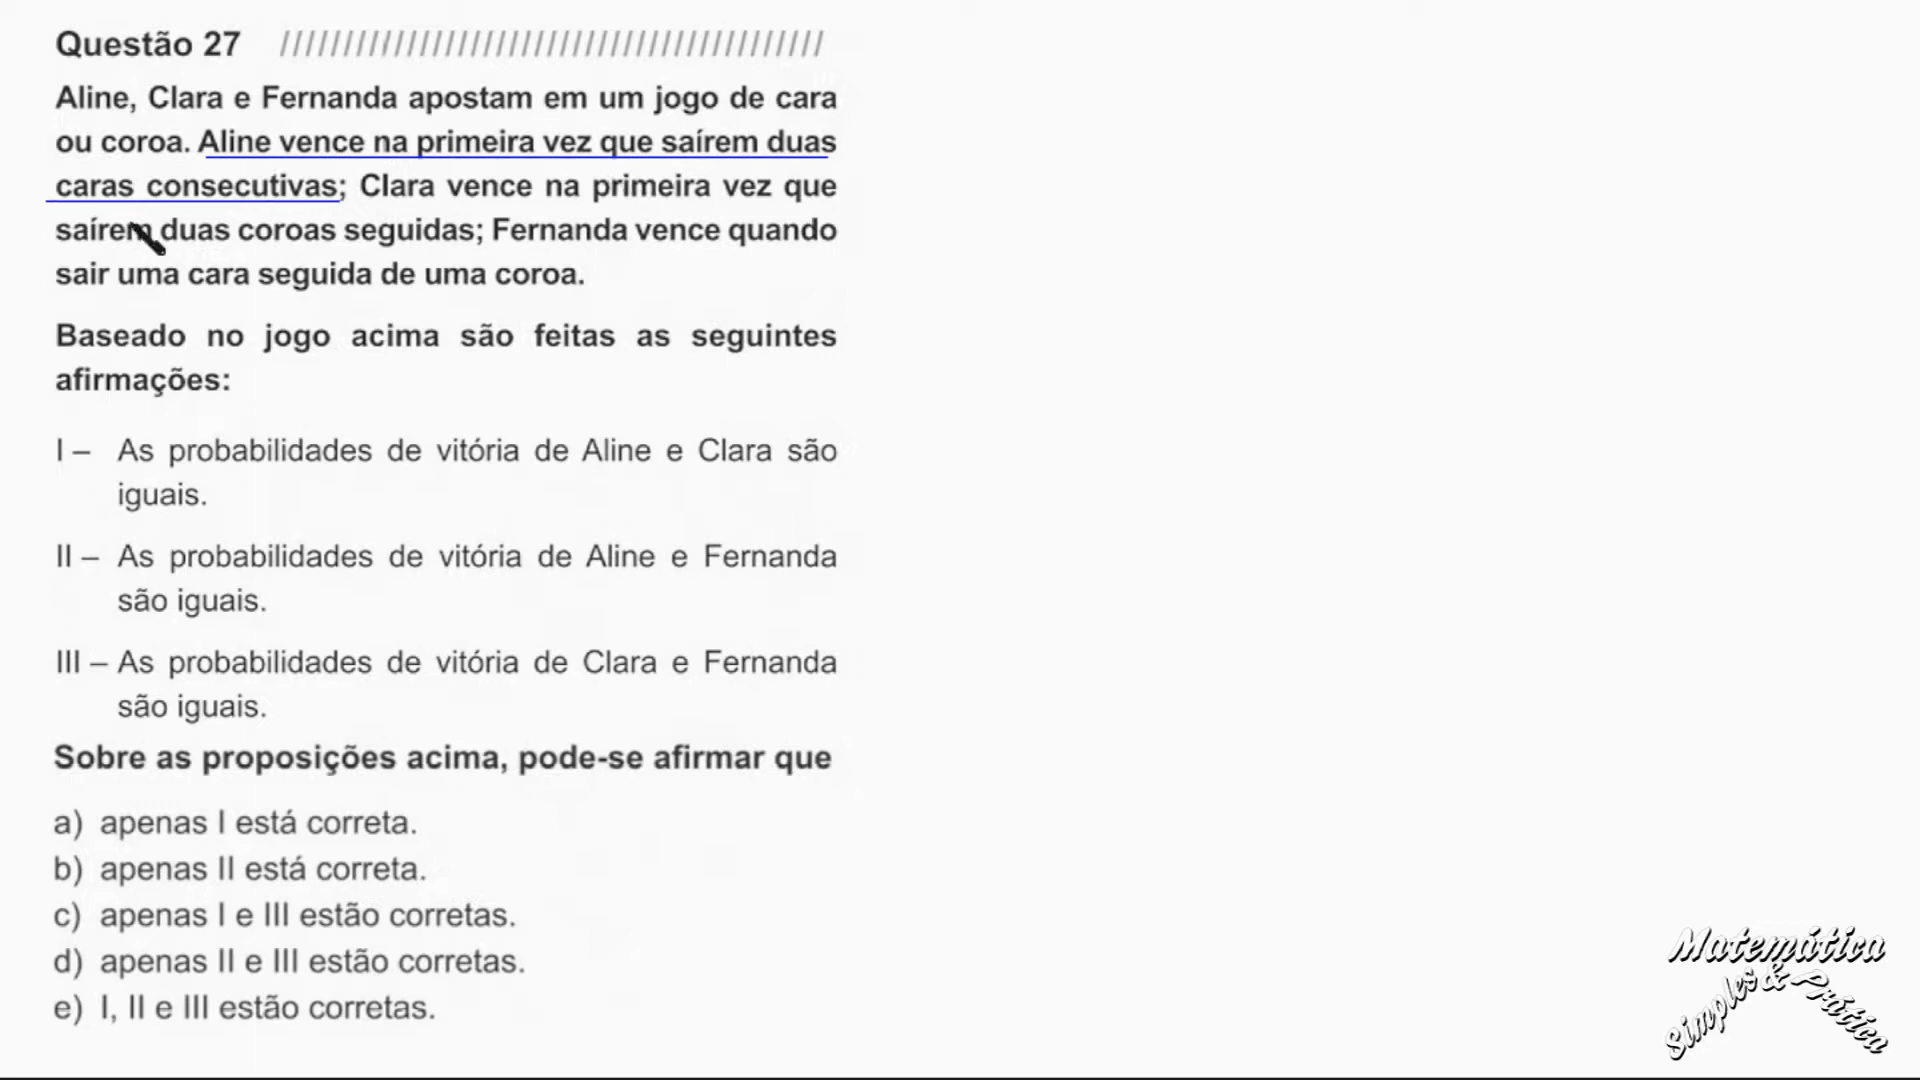 Questão 27 ///////////////////////////////////////////
Aline, Clara e Fernanda apostam em um jogo de cara
ou coroa. Aline vence na primeira vez que saírem duas
caras consecutivas; Clara vence na primeira vez que
saírem duas coroas seguidas; Fernanda vence quando
sair uma cara seguida de uma coroa.
Baseado no jogo acima são feitas as seguintes
afirmações:
I – As probabilidades de vitória de Aline e Clara são
iguais.
II – As probabilidades de vitória de Aline e Fernanda
são iguais.
III – As probabilidades de vitória de Clara e Fernanda
são iguais.
Sobre as proposições acima, pode-se afirmar que
a) apenas I está correta.
b) apenas II está correta.
c) apenas I e III estão corretas.
d) apenas II e III estão corretas.
e) I, II e III estão corretas.
Matemática
Simples & Prático